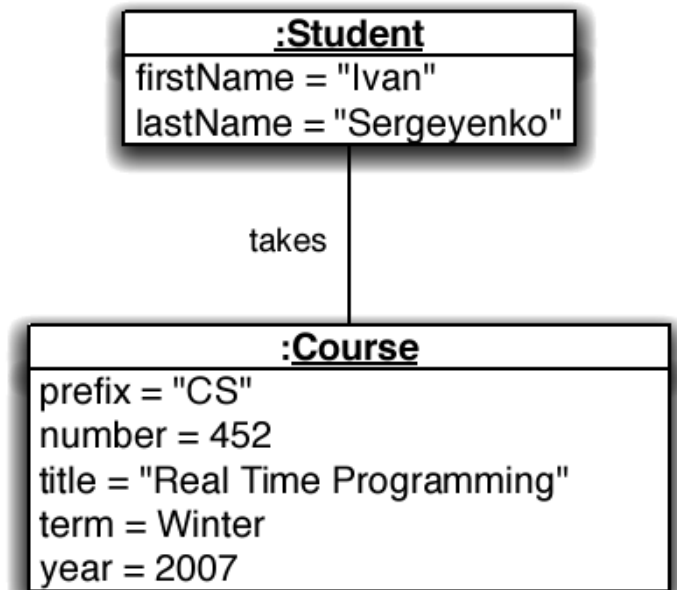 :Student
firstName = "Ivan"
lastName = "Sergeyenko"
takes
:Course
prefix = "CS"
number = 452
title = "Real Time Programming"
term = Winter
year = 2007